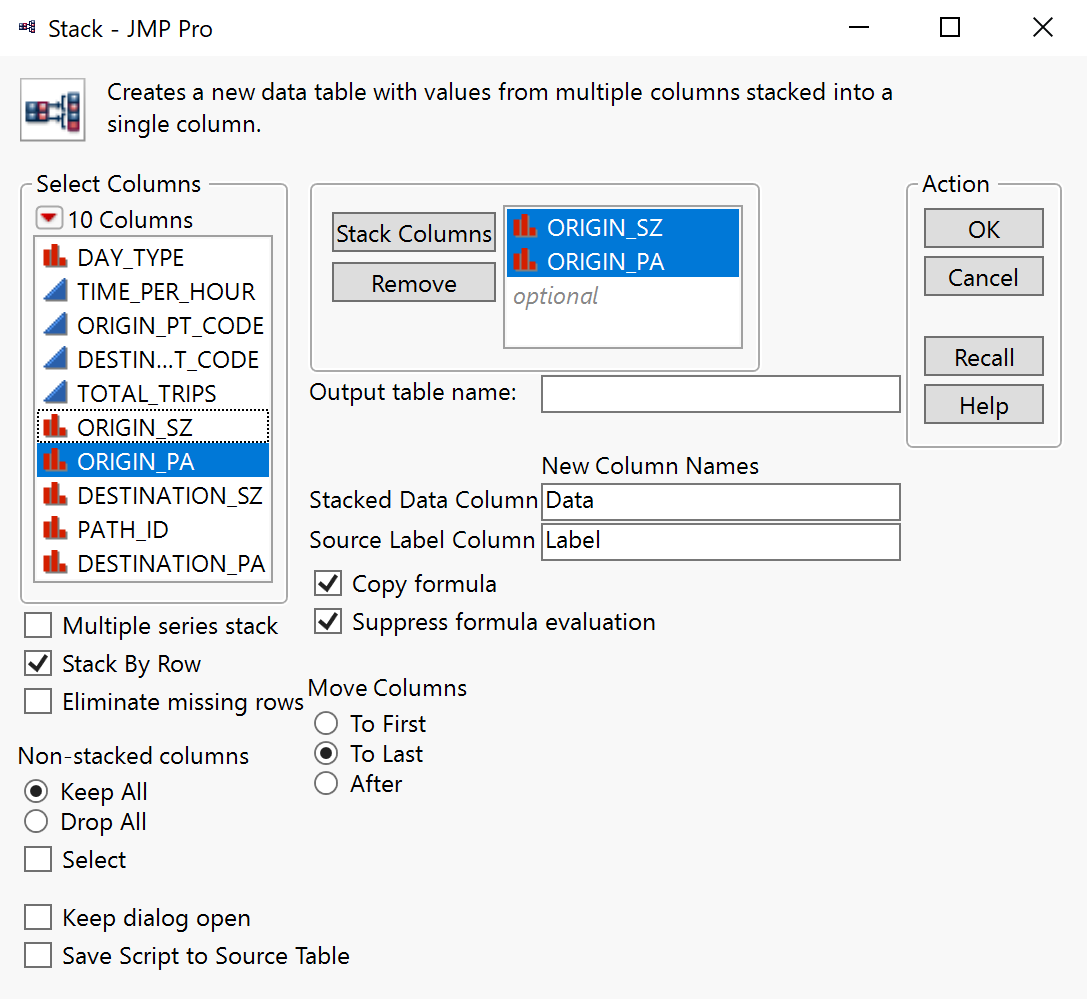 Stack - JMP Pro
Creates a new data table with values from multiple columns stacked into a
single column.
Select Columns
10 Columns
DAY_TYPE
TIME_PER_HOUR
ORIGIN_PT_CODE
DESTIN...T_CODE
TOTAL_TRIPS
ORIGIN_SZ
ORIGIN_PA
DESTINATION_SZ
PATH_ID
DESTINATION_PA
Multiple series stack
Stack By Row
Eliminate missing rows
Non-stacked columns
Keep All
Drop All
Select
Keep dialog open
Save Script to Source Table
Stack Columns
Remove
ORIGIN_SZ
ORIGIN_PA
optional
Output table name:
New Column Names
Stacked Data Column Data
Source Label Column Label
Copy formula
Suppress formula evaluation
Move Columns
To First
To Last
After
Action
OK
Cancel
Recall
Help